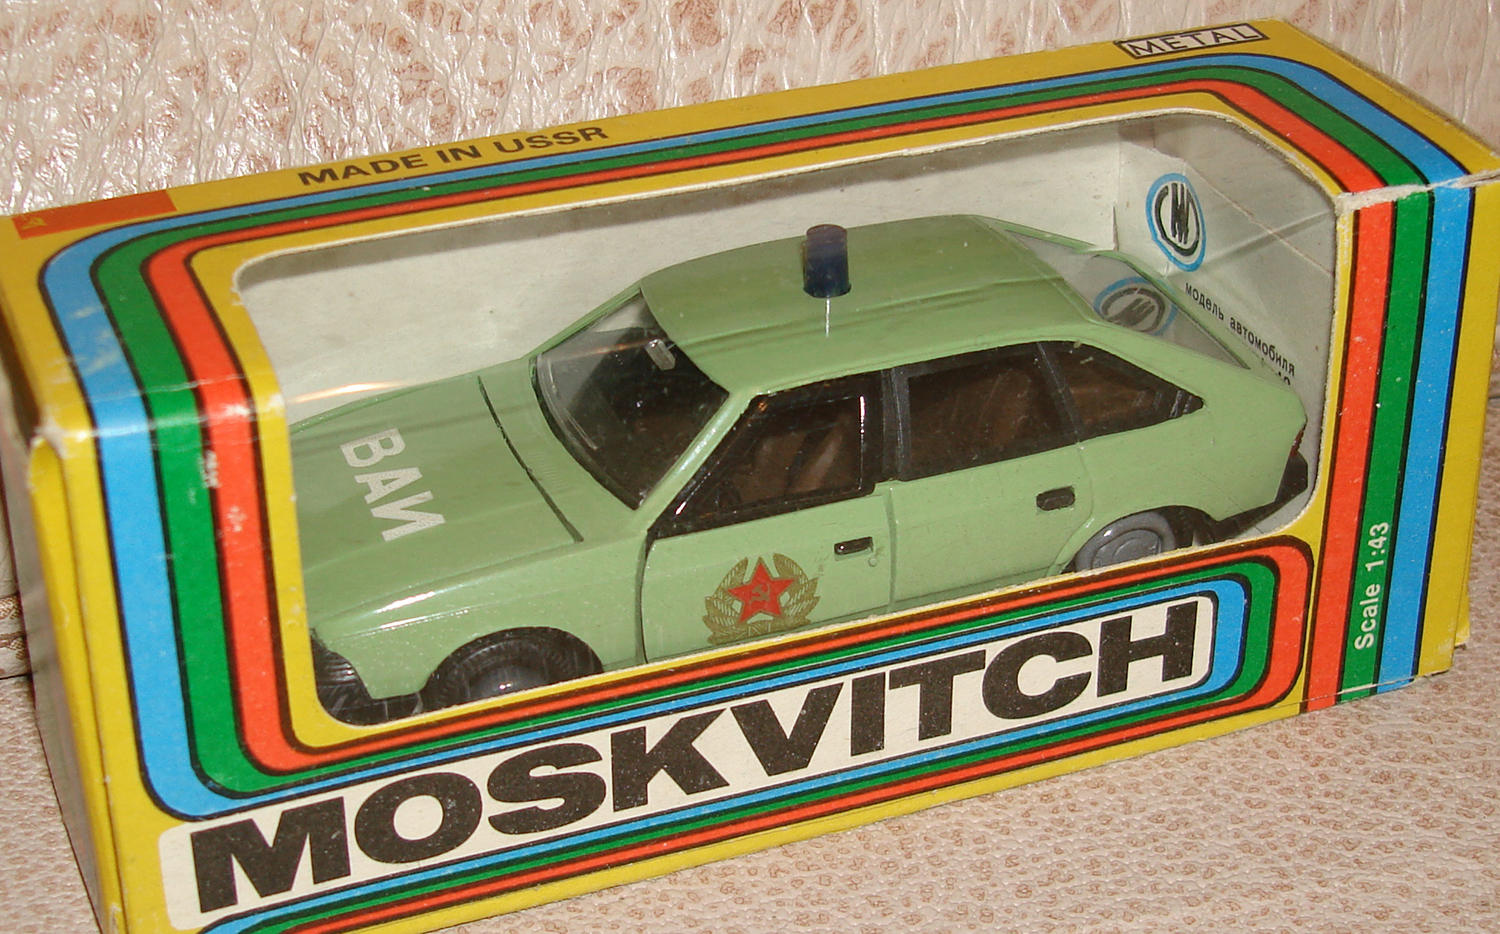 METAL
MADE IN USSR
модель автомобиля
ВАИ
Scale 1:43
MOSKVITCH